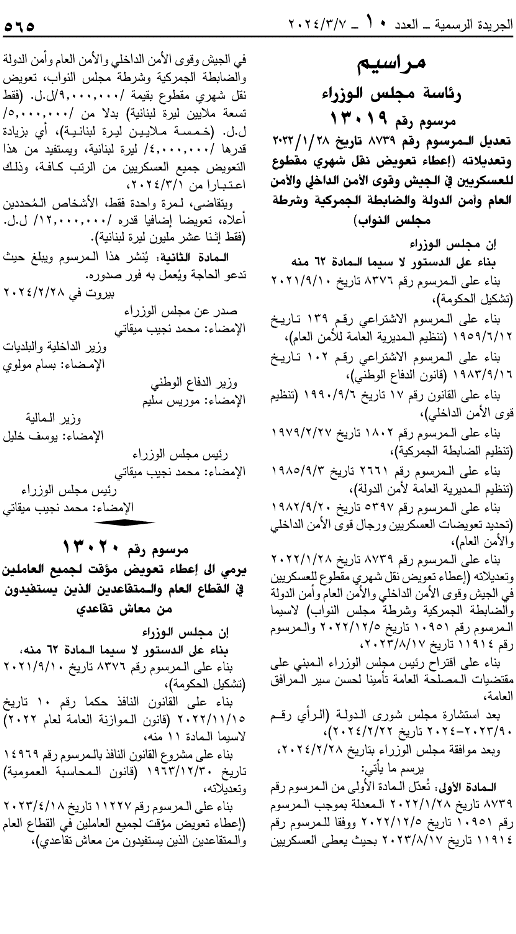 الجريدة الرسمية ــ العدد ١٠ ــ ٢٠٢٤/٣/٧
٥٦٥
مراسيم
رئاسة مجلس الوزراء
مرسوم رقم ١٣٠١٩
تعديل المرسوم رقم ٨٧٣٩ تاريخ ٢٠٢٢/١/٢٨
وتعديلاته (إعطاء تعويض نقل شهري مقطوع
للعسكريين في الجيش وقوى الأمن الداخلي والأمن
العام وأمن الدولة والضابطة الجمركية وشرطة
مجلس النواب)
إن مجلس الوزراء
بناء على الدستور لا سيما المادة ٦٢ منه
بناء على المرسوم رقم ٨٣٧٦ تاريخ ٢٠٢١/٩/١٠
(تشكيل الحكومة)،
بناء على المرسوم الاشتراعي رقم ١٣٩ تاريخ
١٩٥٩/٦/١٢ (تنظيم المديرية العامة للأمن العام)،
بناء على المرسوم الاشتراعي رقم ١٠٢ تاريخ
١٩٨٣/٩/١٦ (قانون الدفاع الوطني)،
بناء على القانون رقم ١٧ تاريخ ١٩٩٠/٩/٦ (تنظيم
قوى الأمن الداخلي)،
بناء على المرسوم رقم ١٨٠٢ تاريخ ١٩٧٩/٢/٢٧
(تنظيم الضابطة الجمركية)،
بناء على المرسوم رقم ٢٦٦١ تاريخ ١٩٨٥/٩/٣
(تنظيم المديرية العامة لأمن الدولة)،
بناء على المرسوم رقم ٥٣٩٧ تاريخ ١٩٨٢/٩/٢٠
(تحديد تعويضات العسكريين ورجال قوى الأمن الداخلي
والأمن العام)،
بناء على المرسوم رقم ٨٧٣٩ تاريخ ٢٠٢٢/١/٢٨
وتعديلاته (إعطاء تعويض نقل شهري مقطوع للعسكريين
في الجيش وقوى الأمن الداخلي والأمن العام وأمن الدولة
والضابطة الجمركية وشرطة مجلس النواب) لاسيما
المرسوم رقم ١٠٩٥١ تاريخ ٢٠٢٢/١٢/٥ والمرسوم
رقم ١١٩١٤ تاريخ ٢٠٢٣/٨/١٧،
بناء على اقتراح رئيس مجلس الوزراء المبني على
مقتضيات المصلحة العامة تأمينا لحسن سير المرافق
العامة،
بعد استشارة مجلس شورى الدولة (الرأي رقم
٢٠٢٣/٩٠-٢٠٢٤ تاريخ ٢٠٢٤/٢/٢٢)،
وبعد موافقة مجلس الوزراء بتاريخ ٢٠٢٤/٢/٢٨،
يرسم ما يأتي:
المادة الأولى: تُعدّل المادة الأولى من المرسوم رقم
٨٧٣٩ تاريخ ٢٠٢٢/١/٢٨ المعدلة بموجب المرسوم
رقم ١٠٩٥١ تاريخ ٢٠٢٢/١٢/٥ ووفقا للمرسوم رقم
١١٩١٤ تاريخ ٢٠٢٣/٨/١٧ بحيث يعطى العسكريين
في الجيش وقوى الأمن الداخلي والأمن العام وأمن الدولة
والضابطة الجمركية وشرطة مجلس النواب، تعويض
نقل شهري مقطوع بقيمة /٩,٠٠٠,٠٠٠/ل.ل. (فقط
تسعة ملايين ليرة لبنانية) بدلا من /٥,٠٠٠,٠٠٠/
ل.ل. (خمسة ملايين ليرة لبنانية)، أي بزيادة
قدرها /٤,٠٠٠,٠٠٠/ ليرة لبنانية، ويستفيد من هذا
التعويض جميع العسكريين من الرتب كافة، وذلك
اعتبارا من ٢٠٢٤/٣/١،
ويتقاضى، لمرة واحدة فقط، الأشخاص المُحددين
أعلاه، تعويضا إضافيا قدره /١٢,٠٠٠,٠٠٠/ ل.ل.
(فقط إثنا عشر مليون ليرة لبنانية).
المادة الثانية: يُنشر هذا المرسوم ويبلغ حيث
تدعو الحاجة ويُعمل به فور صدوره.
بيروت في ٢٠٢٤/٢/٢٨
صدر عن مجلس الوزراء
الإمضاء: محمد نجيب ميقاتي
وزير الداخلية والبلديات
الإمضاء: بسام مولوي
وزير الدفاع الوطني
الإمضاء: موريس سليم
وزير المالية
الإمضاء: يوسف خليل
رئيس مجلس الوزراء
الإمضاء: محمد نجيب ميقاتي
رئيس مجلس الوزراء
الإمضاء: محمد نجيب ميقاتي
مرسوم رقم ١٣٠٢٠
يرمي الى إعطاء تعويض مؤقت لجميع العاملين
في القطاع العام والمتقاعدين الذين يستفيدون
من معاش تقاعدي
إن مجلس الوزراء
بناء على الدستور لا سيما المادة ٦٢ منه،
بناء على المرسوم رقم ٨٣٧٦ تاريخ ٢٠٢١/٩/١٠
(تشكيل الحكومة)،
بناء على القانون النافذ حكما رقم ١٠ تاريخ
٢٠٢٢/١١/١٥ (قانون الموازنة العامة لعام ٢٠٢٢)
لاسيما المادة ١١ منه،
بناء على مشروع القانون النافذ بالمرسوم رقم ١٤٩٦٩
تاريخ ١٩٦٣/١٢/٣٠ (قانون المحاسبة العمومية)
وتعديلاته،
بناء على المرسوم رقم ١١٢٢٧ تاريخ ٢٠٢٣/٤/١٨
(إعطاء تعويض مؤقت لجميع العاملين في القطاع العام
والمتقاعدين الذين يستفيدون من معاش تقاعدي)،